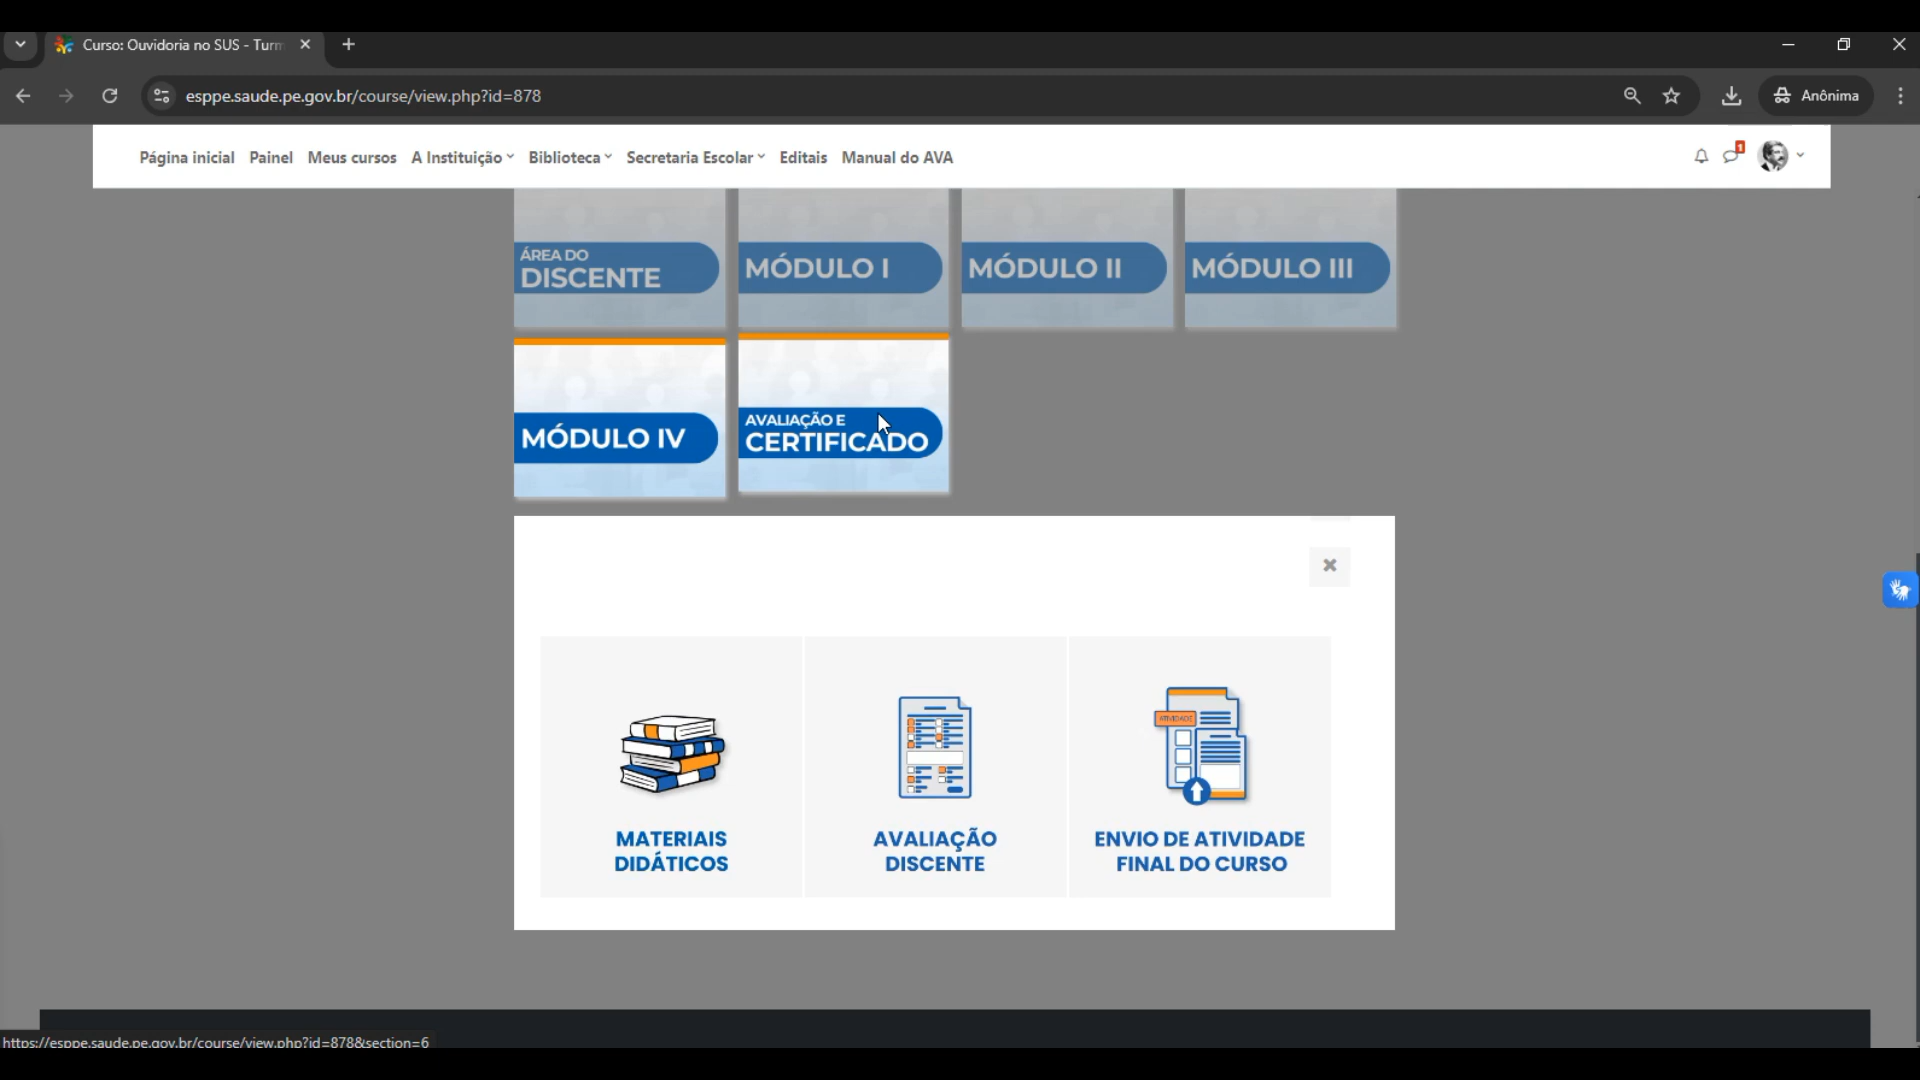 Curso: Ouvidoria no SUS - Turm
esppe.saude.pe.gov.br/course/view.php?id=878
Anônima
Página inicial Painel Meus cursos A Instituição Biblioteca Secretaria Escolar Editais Manual do AVA
1
ÁREA DO
DISCENTE
MÓDULO I
MÓDULO II
MÓDULO III
MÓDULO IV
AVALIAÇÃO E
CERTIFICADO
ATIVIDADE
MATERIAIS
DIDÁTICOS
AVALIAÇÃO
DISCENTE
ENVIO DE ATIVIDADE
FINAL DO CURSO
https://esppe.saude.pe.gov.br/course/view.php?id=878&section=6